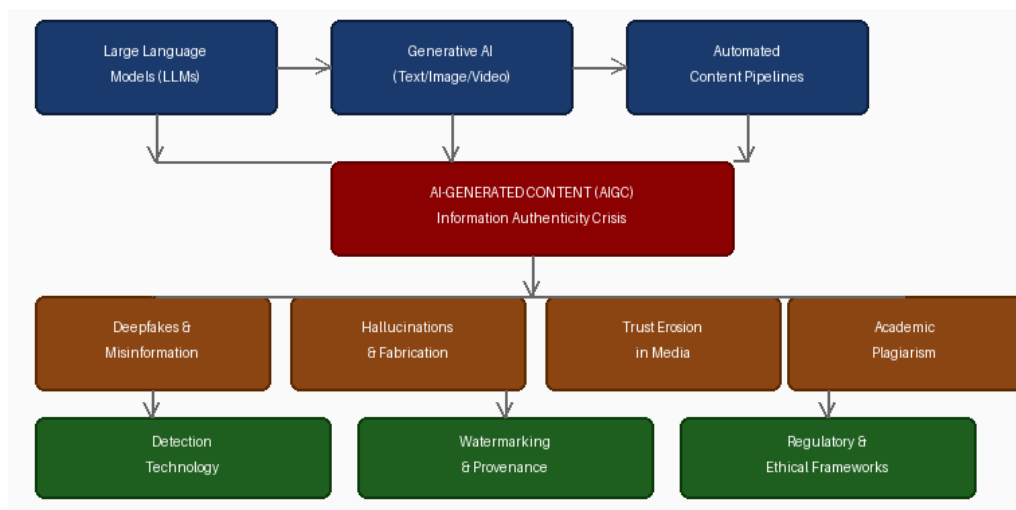 Large Language
Models (LLMs)
Generative AI
(Text/Image/Video)
Automated
Content Pipelines
AI-GENERATED CONTENT (AIGC)
Information Authenticity Crisis
Deepfakes &
Misinformation
Hallucinations
& Fabrication
Trust Erosion
in Media
Academic
Plagiarism
Detection
Technology
Watermarking
& Provenance
Regulatory &
Ethical Frameworks